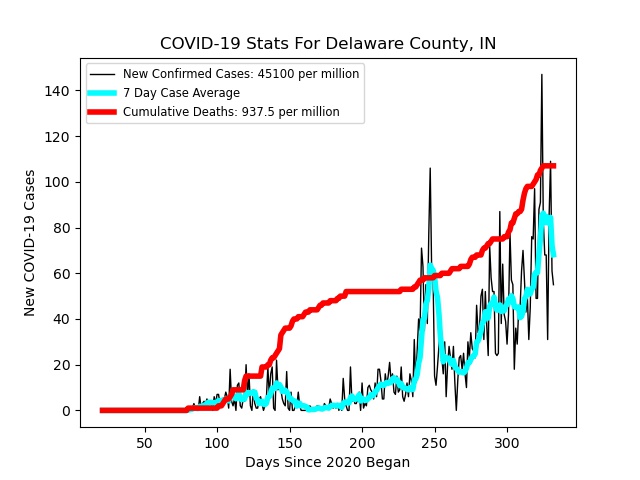 COVID-19 Stats For Delaware County, IN
New Confirmed Cases: 45100 per million
7 Day Case Average
Cumulative Deaths: 937.5 per million
New COVID-19 Cases
140
120
100
80
60
40
20
0
50 100 150 200 250 300
Days Since 2020 Began